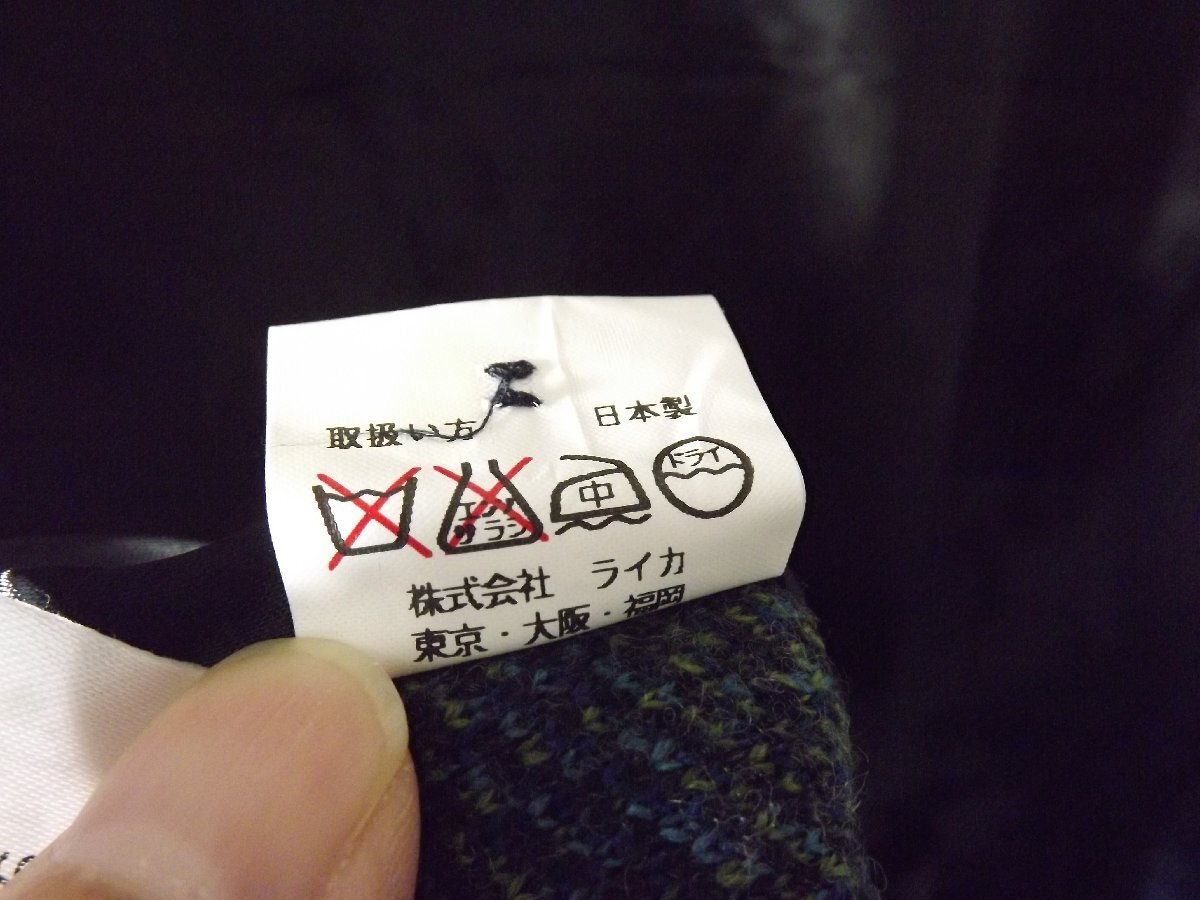 取扱い方 日本製
エンソ
サラシ
中
ドライ
株式会社 ライカ
東京・大阪・福岡